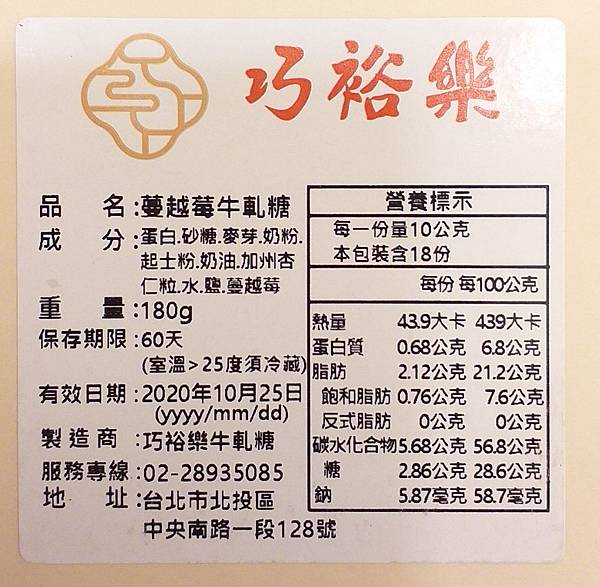 巧裕樂
品 名:蔓越莓牛軋糖
成 分:蛋白.砂糖.麥芽.奶粉.
起士粉.奶油.加州杏
仁粒.水.鹽.蔓越莓
重 量:180g
保存期限:60天
(室溫>25度須冷藏)
有效日期:2020年10月25日
(yyyy/mm/dd)
製造商:巧裕樂牛軋糖
服務專線:02-28935085
地 址:台北市北投區
中央南路一段128號
營養標示
每一份量10公克
本包裝含18份
每份 每100公克
熱量 43.9大卡 439大卡
蛋白質 0.68公克 6.8公克
脂肪 2.12公克 21.2公克
飽和脂肪 0.76公克 7.6公克
反式脂肪 0公克 0公克
碳水化合物 5.68公克 56.8公克
糖 2.86公克 28.6公克
鈉 5.87毫克 58.7毫克